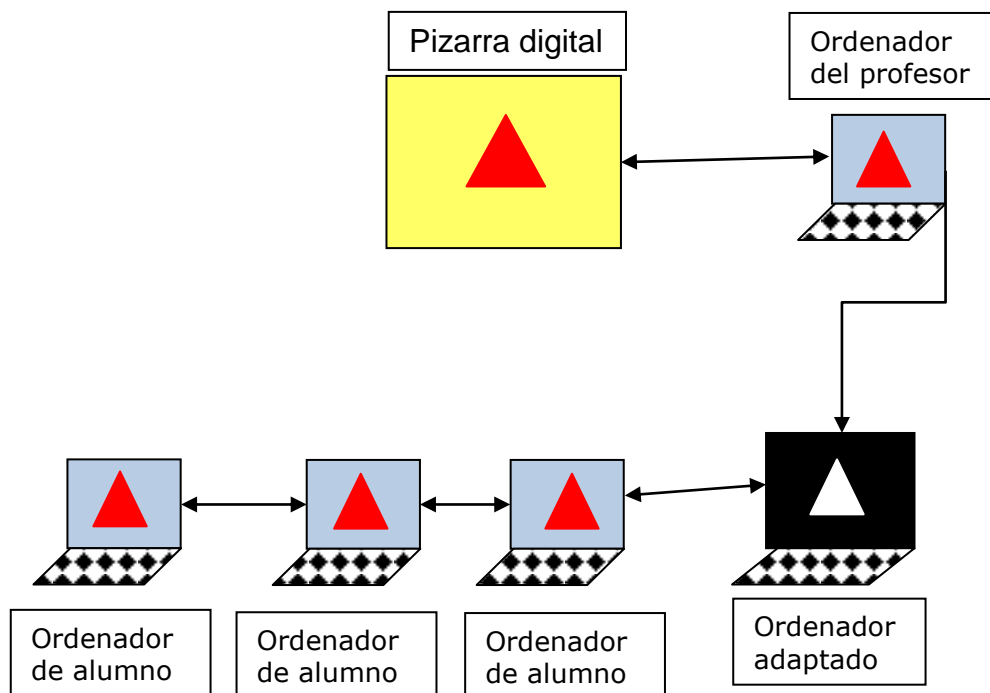 Pizarra digital
Ordenador
del profesor
Ordenador
de alumno
Ordenador
de alumno
Ordenador
de alumno
Ordenador
adaptado